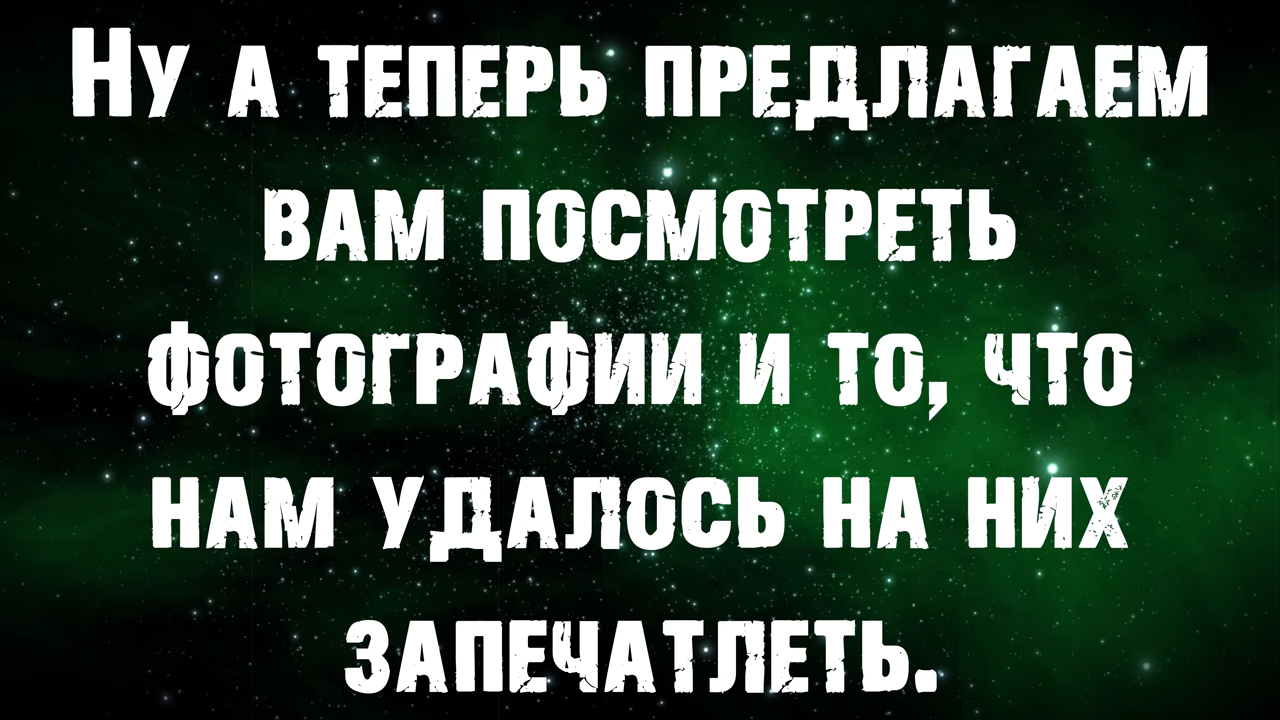 Ну а теперь предлагаем
вам посмотреть
фотографии и то, что
нам удалось на них
запечатлеть.